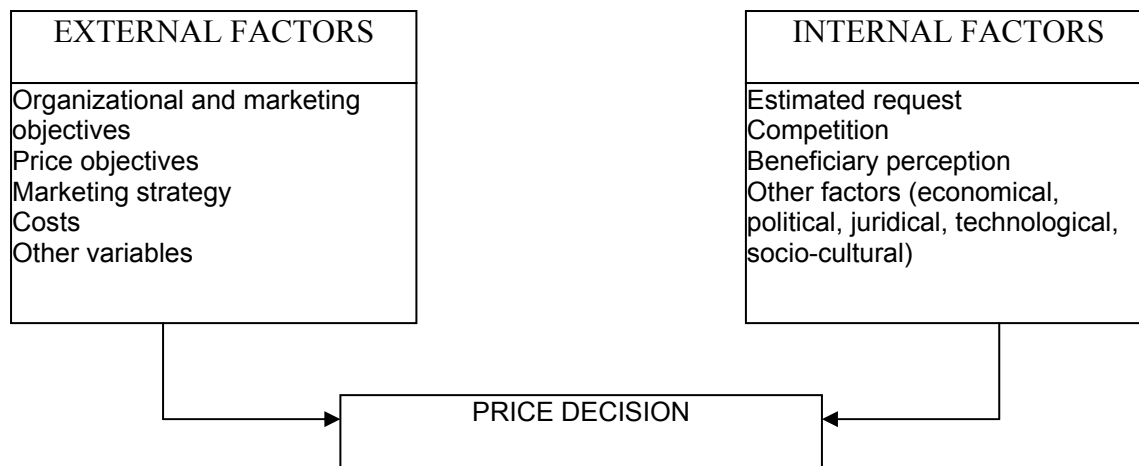 EXTERNAL FACTORS
Organizational and marketing
objectives
Price objectives
Marketing strategy
Costs
Other variables
INTERNAL FACTORS
Estimated request
Competition
Beneficiary perception
Other factors (economical,
political, juridical, technological,
socio-cultural)
PRICE DECISION